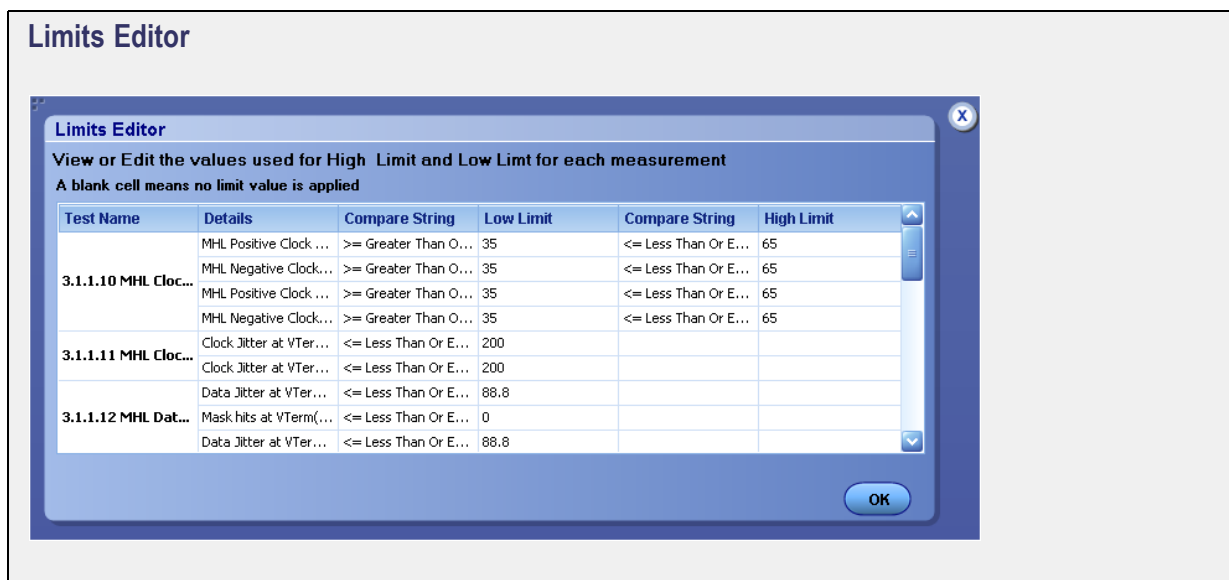 Limits Editor
X
Limits Editor
View or Edit the values used for High Limit and Low Limt for each measurement
A blank cell means no limit value is applied
Test Name Details Compare String Low Limit Compare String High Limit
3.1.1.10 MHL Cloc...
MHL Positive Clock ... >= Greater Than O... 35 <= Less Than Or E... 65
MHL Negative Clock... >= Greater Than O... 35 <= Less Than Or E... 65
MHL Positive Clock ... >= Greater Than O... 35 <= Less Than Or E... 65
MHL Negative Clock... >= Greater Than O... 35 <= Less Than Or E... 65
3.1.1.11 MHL Cloc...
Clock Jitter at VTer... <= Less Than Or E... 200
Clock Jitter at VTer... <= Less Than Or E... 200
3.1.1.12 MHL Dat...
Data Jitter at VTer... <= Less Than Or E... 88.8
Mask hits at VTerm(... <= Less Than Or E... 0
Data Jitter at VTer... <= Less Than Or E... 88.8
OK